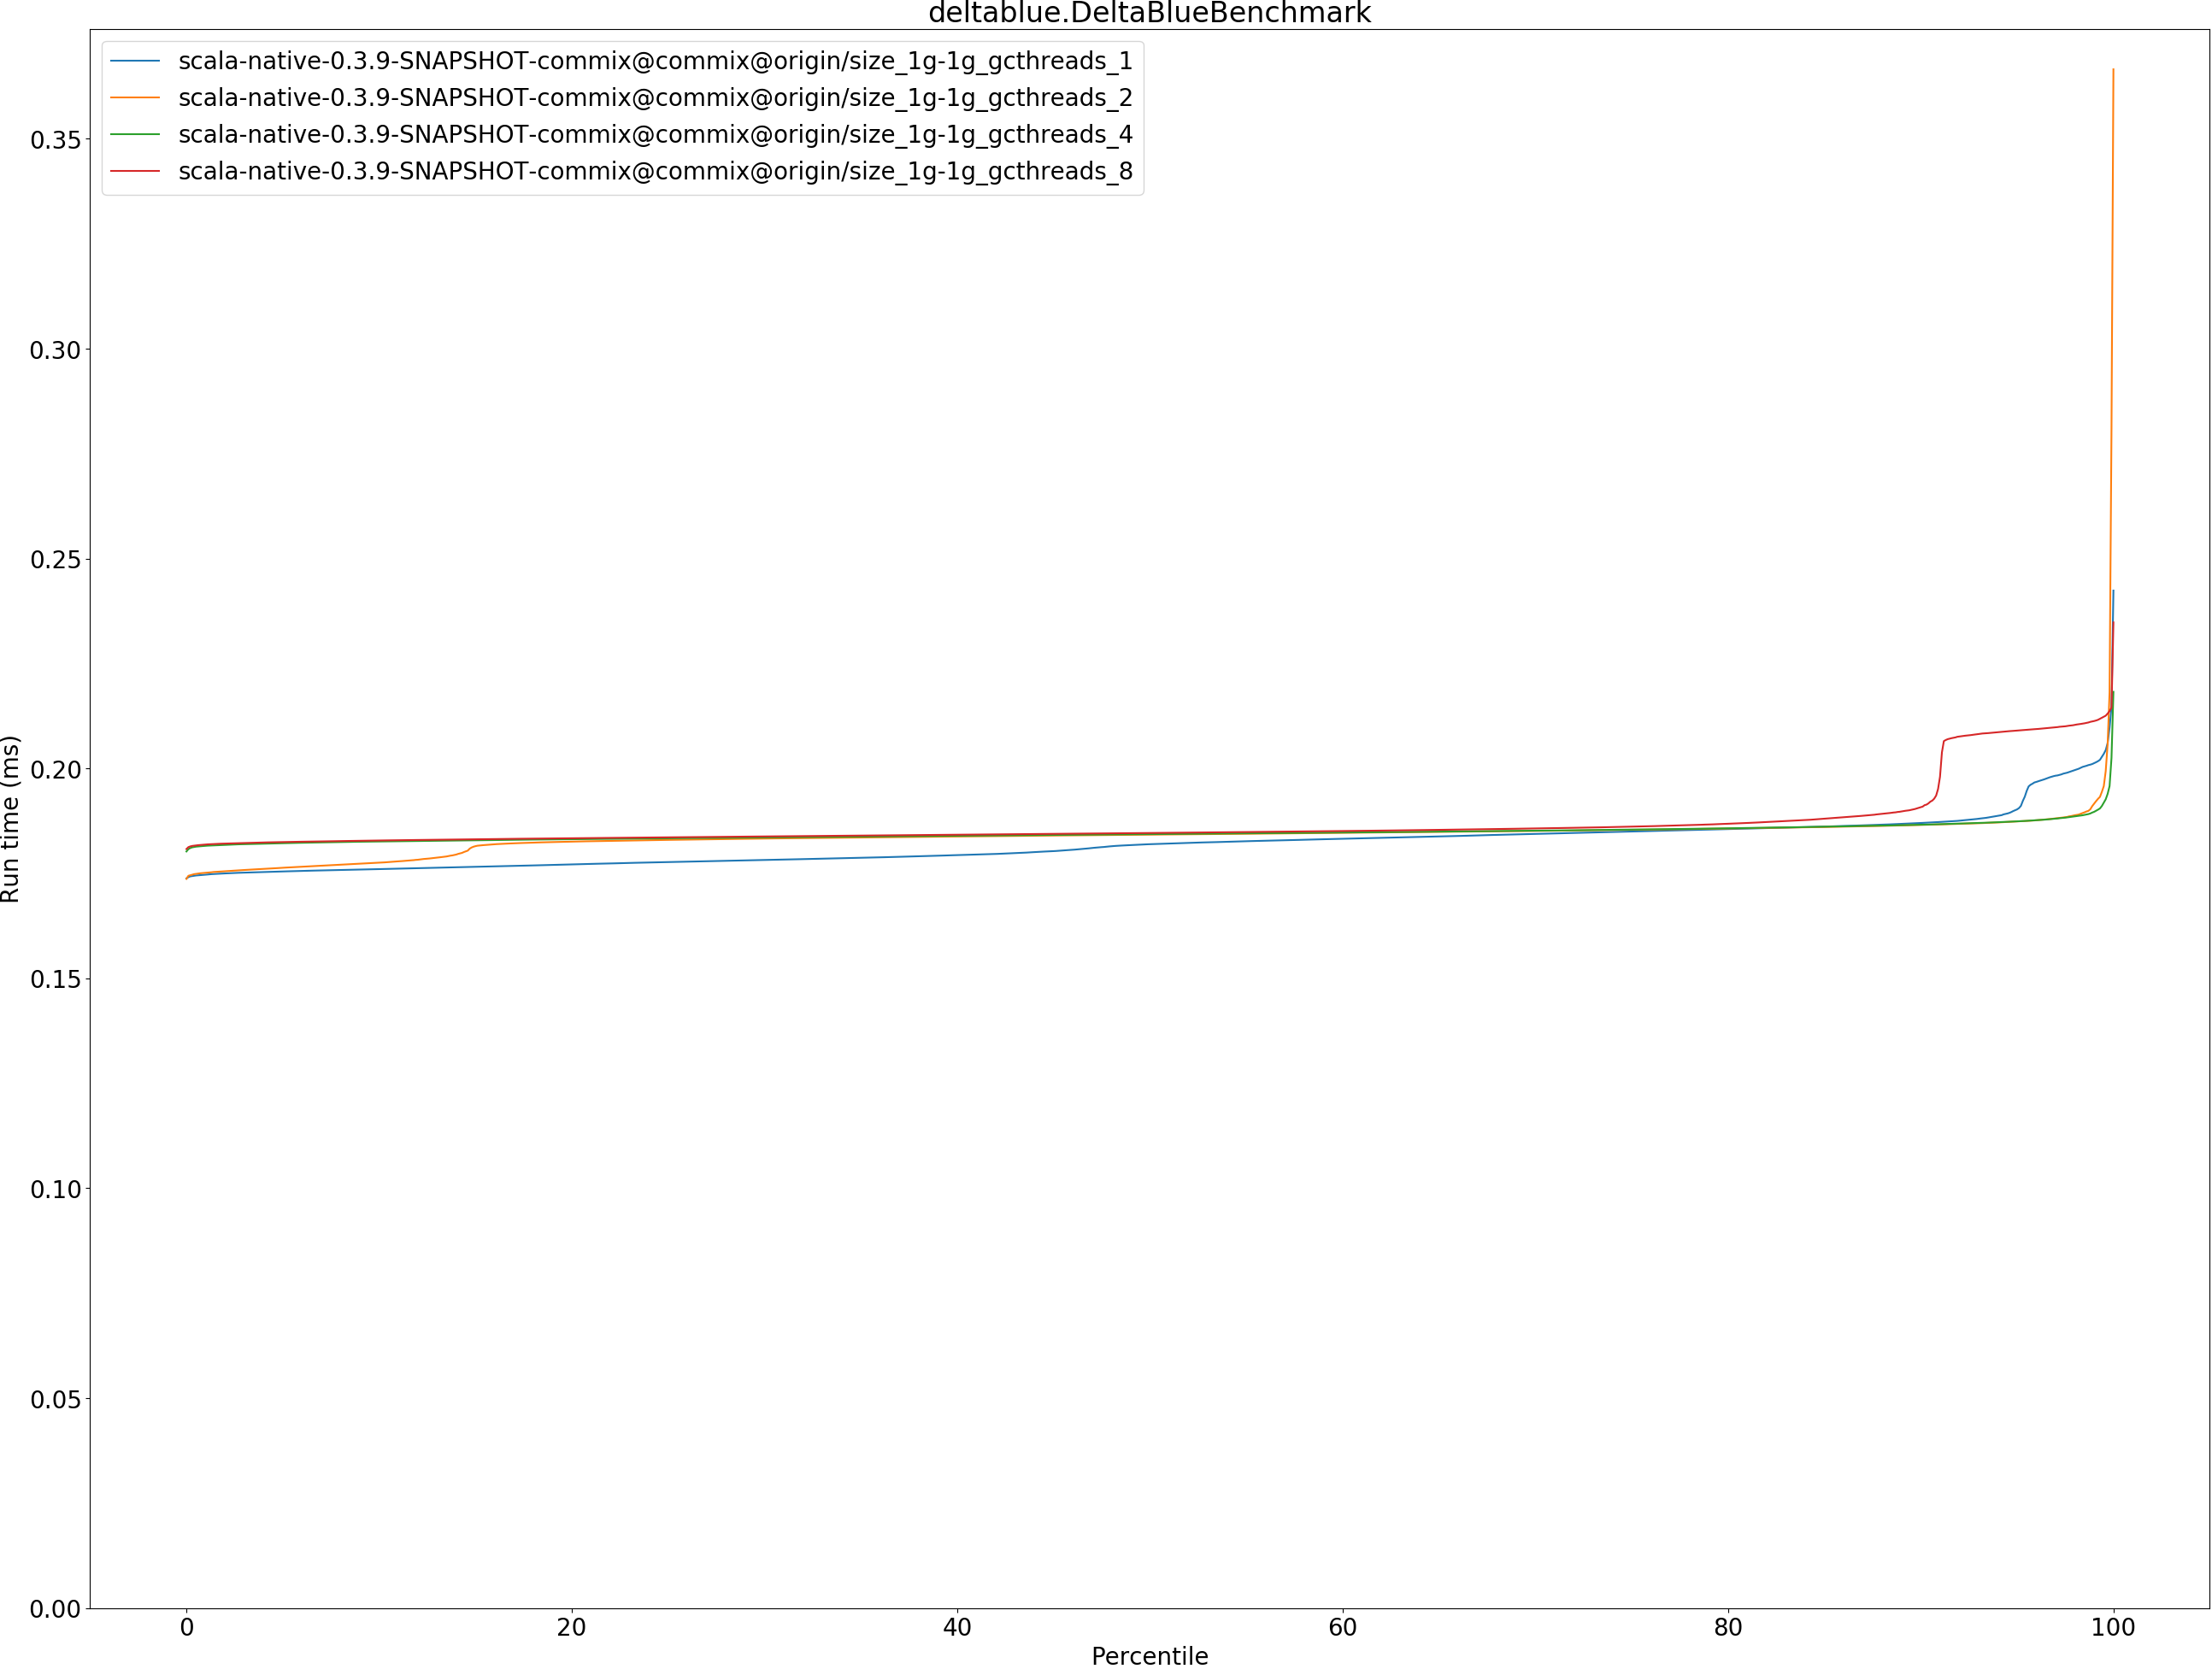 deltablue.DeltaBlueBenchmark
scala-native-0.3.9-SNAPSHOT-commix@commix@origin/size_1g-1g_gcthreads_1
scala-native-0.3.9-SNAPSHOT-commix@commix@origin/size_1g-1g_gcthreads_2
scala-native-0.3.9-SNAPSHOT-commix@commix@origin/size_1g-1g_gcthreads_4
scala-native-0.3.9-SNAPSHOT-commix@commix@origin/size_1g-1g_gcthreads_8
0.35
0.30
0.25
0.20
0.15
0.10
0.05
0.00
Run time (ms)
0 20 40 60 80 100
Percentile